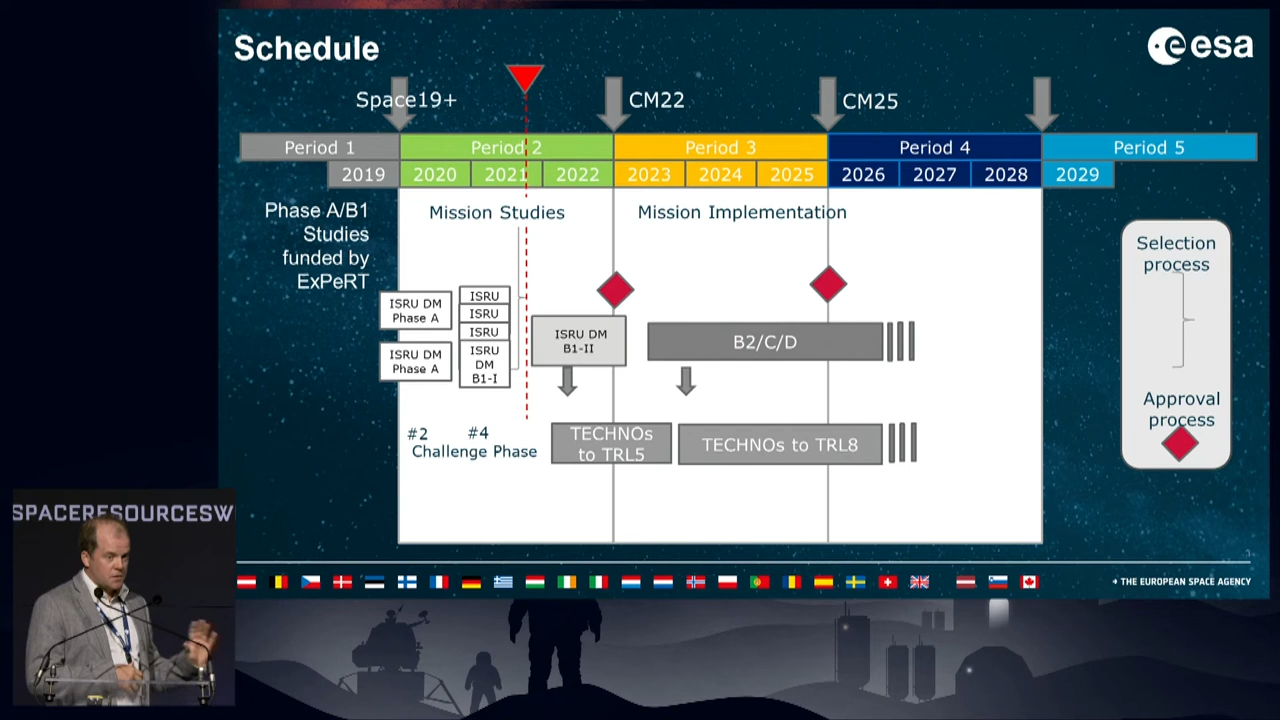 Schedule
esa
Space19+
CM22
CM25
Period 1
Period 2
Period 3
Period 4
Period 5
2019
2020
2021
2022
2023
2024
2025
2026
2027
2028
2029
Phase A/B1
Studies
funded by
ExPeRT
Mission Studies
Mission Implementation
Selection
process
ISRU DM
Phase A
ISRU DM
Phase A
ISRU
ISRU
ISRU
ISRU
DM
B1-I
ISRU DM
B1-II
B2/C/D
Approval
process
#2
#4
Challenge Phase
TECHNOs
to TRL5
TECHNOs to TRL8
→ THE EUROPEAN SPACE AGENCY
SPACERESOURCESW